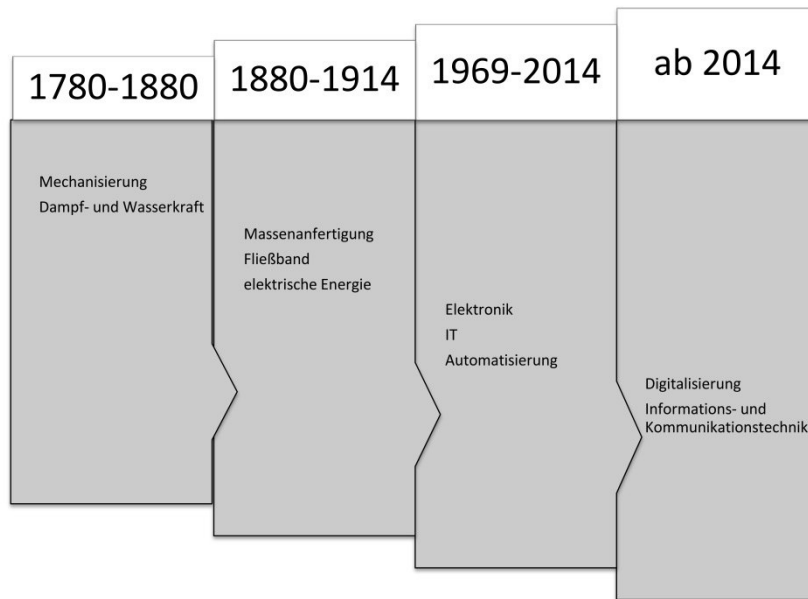 1780-1880
Mechanisierung
Dampf- und Wasserkraft
1880-1914
Massenanfertigung
Fließband
elektrische Energie
1969-2014
Elektronik
IT
Automatisierung
ab 2014
Digitalisierung
Informations- und
Kommunikationstechnik